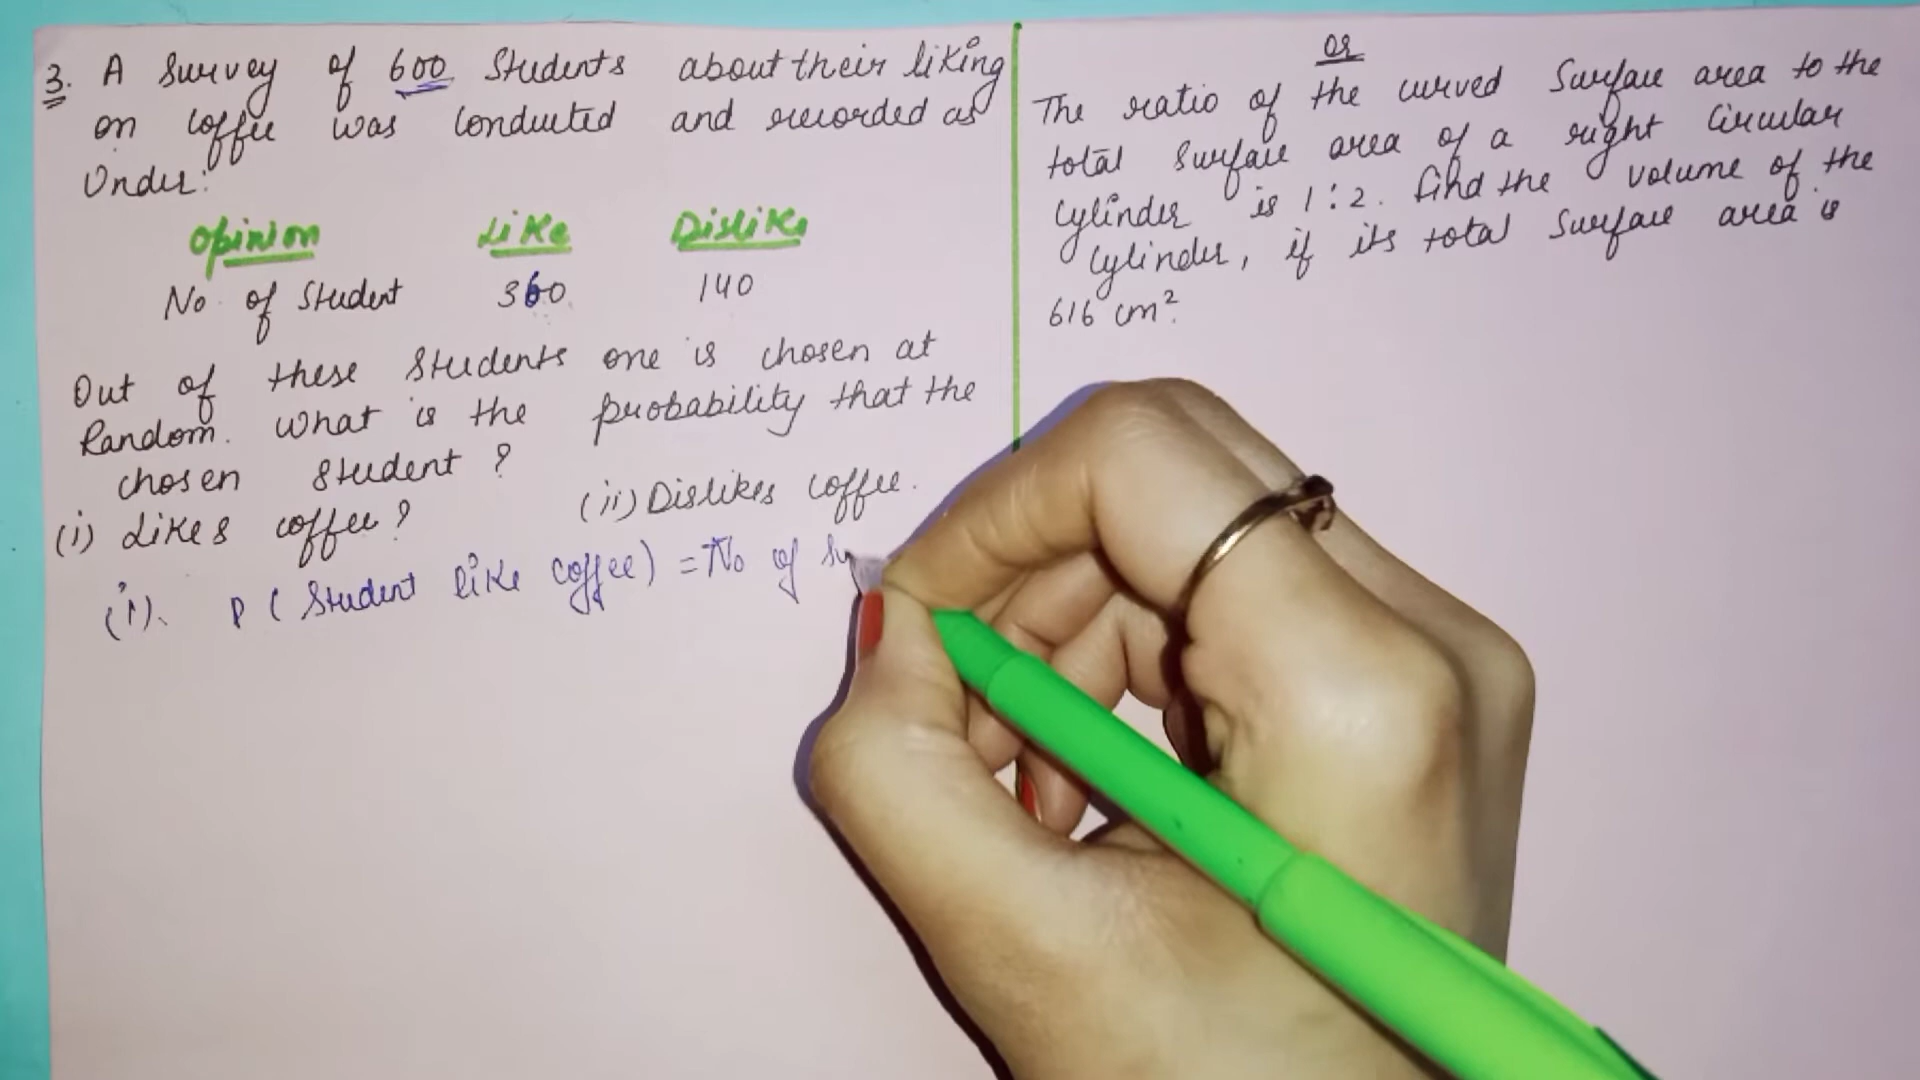 3. A Survey of 600 Students about their liking
on Coffee was Conducted and recorded as
Under:
Opinion Like Dislike
No. of Student 360 140
Out of these Students one is chosen at
Random. What is the probability that the
chosen Student ?
(i) Likes coffee? (ii) Dislikes Coffee.
(i). P ( Student like coffee) = No of
or
The ratio of the curved Surface area to the
total Surface area of a right Circular
Cylinder is 1:2. find the volume of the
Cylinder, if its total Surface area is
616 cm².